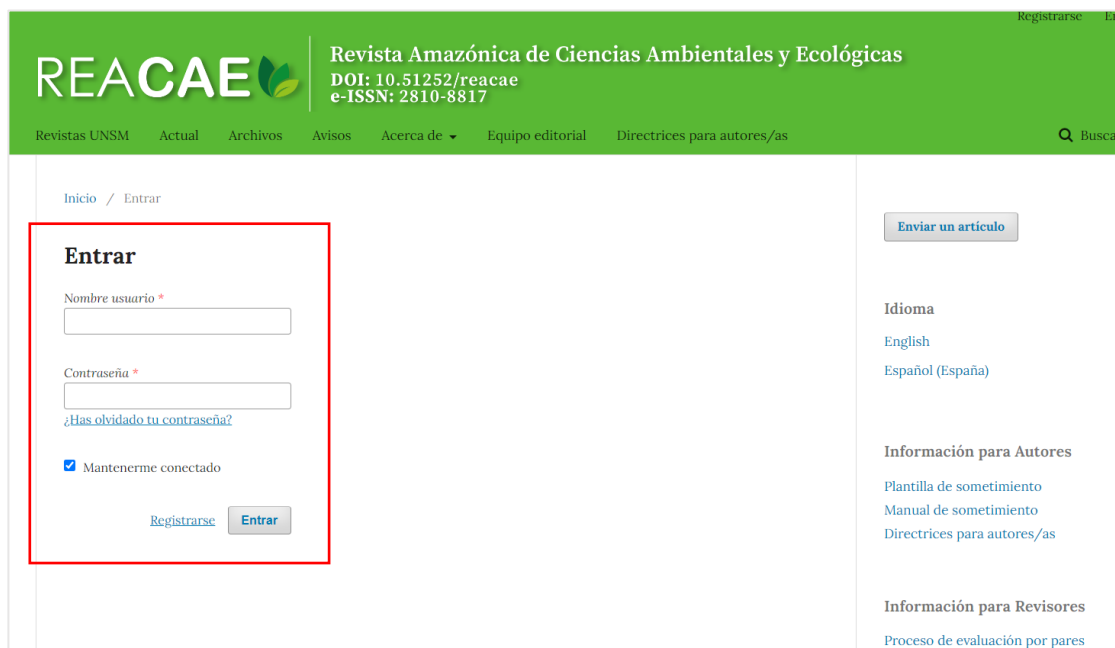 Registrarse
REACAE
Revista Amazónica de Ciencias Ambientales y Ecológicas
DOI: 10.51252/reacae
e-ISSN: 2810-8817
Revistas UNSM Actual Archivos Avisos Acerca de Equipo editorial Directrices para autores/as Busca
Inicio / Entrar
Entrar
Nombre usuario *
Contraseña *
¿Has olvidado tu contraseña?
Mantenerme conectado
Registrarse Entrar
Enviar un artículo
Idioma
English
Español (España)
Información para Autores
Plantilla de sometimiento
Manual de sometimiento
Directrices para autores/as
Información para Revisores
Proceso de evaluación por pares